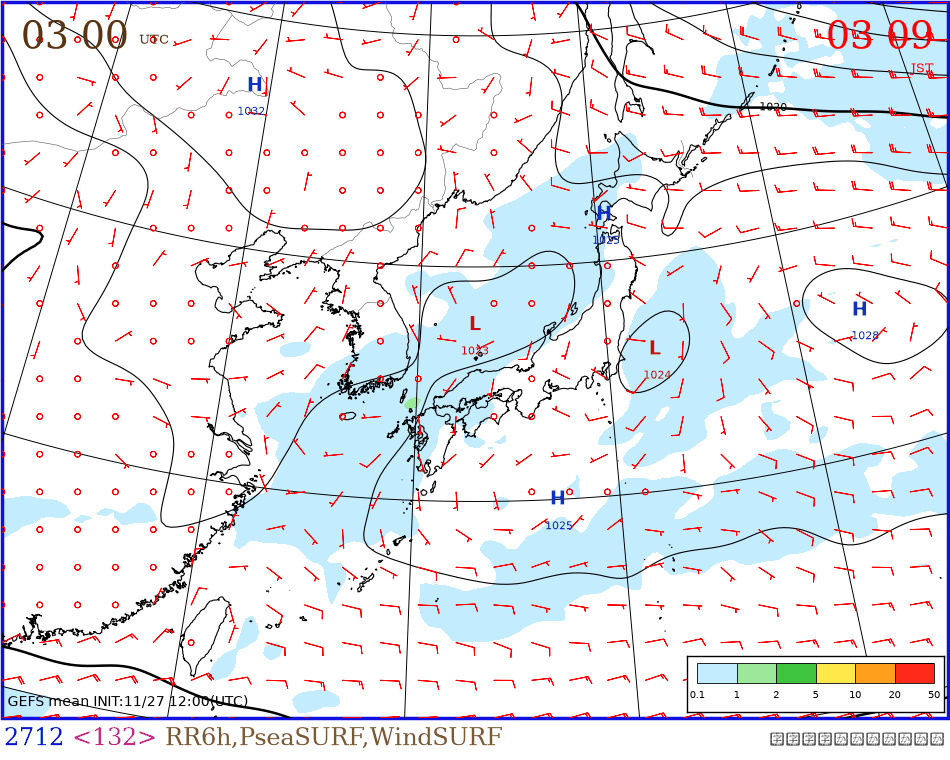 03 00 UTC
03 09
JST
H
1032
1020
H
1025
L
1023
H
1028
L
1024
H
1025
0.1 1 2 5 10 20 50
GEFS mean INIT:11/27 12:00(UTC)
2712 <132> RR6h,PseaSURF,WindSURF